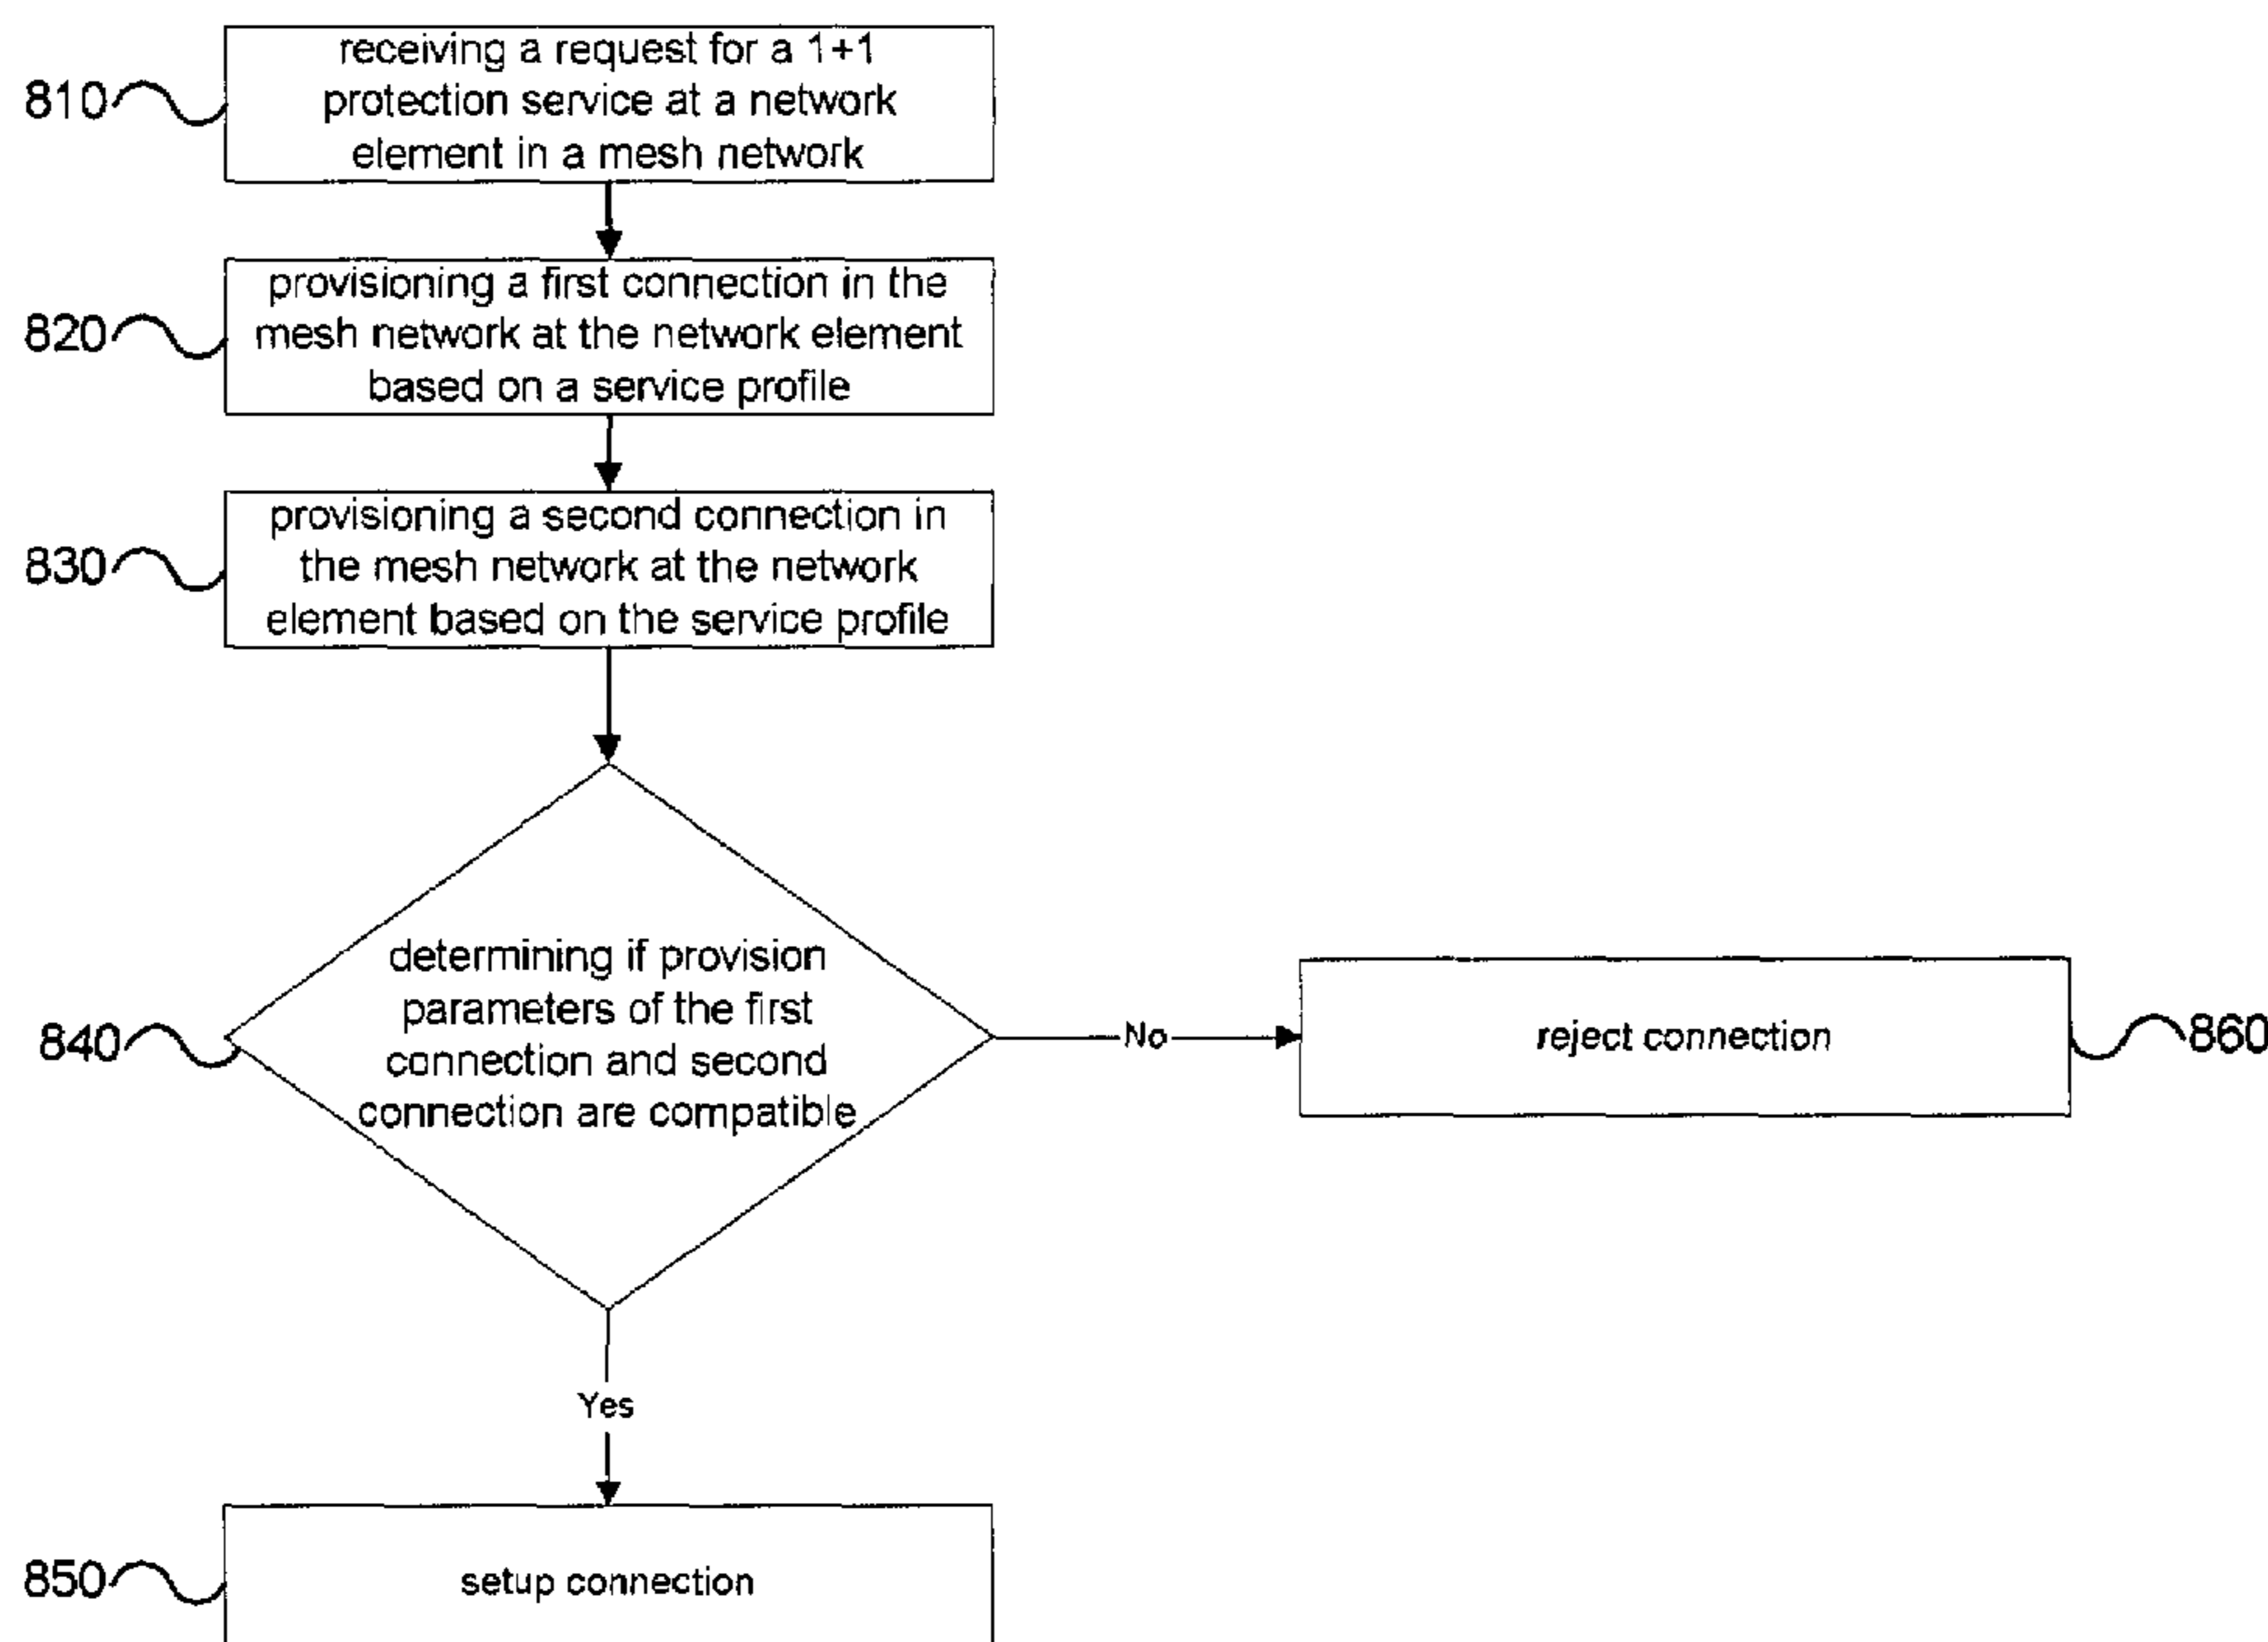 810
receiving a request for a 1+1
protection service at a network
element in a mesh network
820
provisioning a first connection in the
mesh network at the network element
based on a service profile
830
provisioning a second connection in
the mesh network at the network
element based on the service profile
840
determining if provision
parameters of the first
connection and second
connection are compatible
No
reject connection
860
Yes
850
setup connection